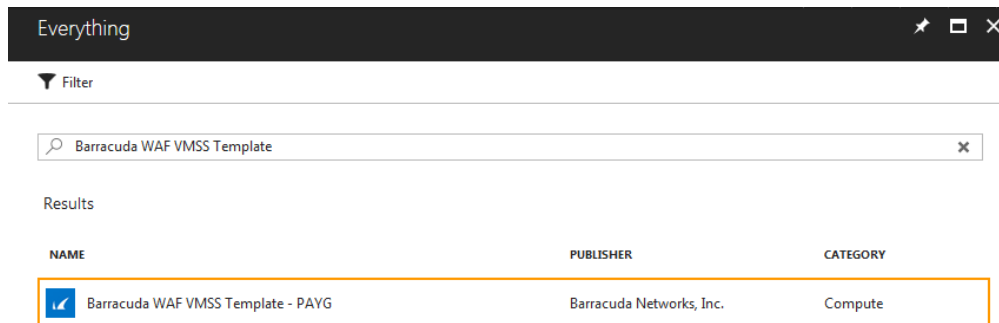 Everything
Filter
Barracuda WAF VMSS Template
Results
NAME PUBLISHER CATEGORY
Barracuda WAF VMSS Template - PAYG Barracuda Networks, Inc. Compute